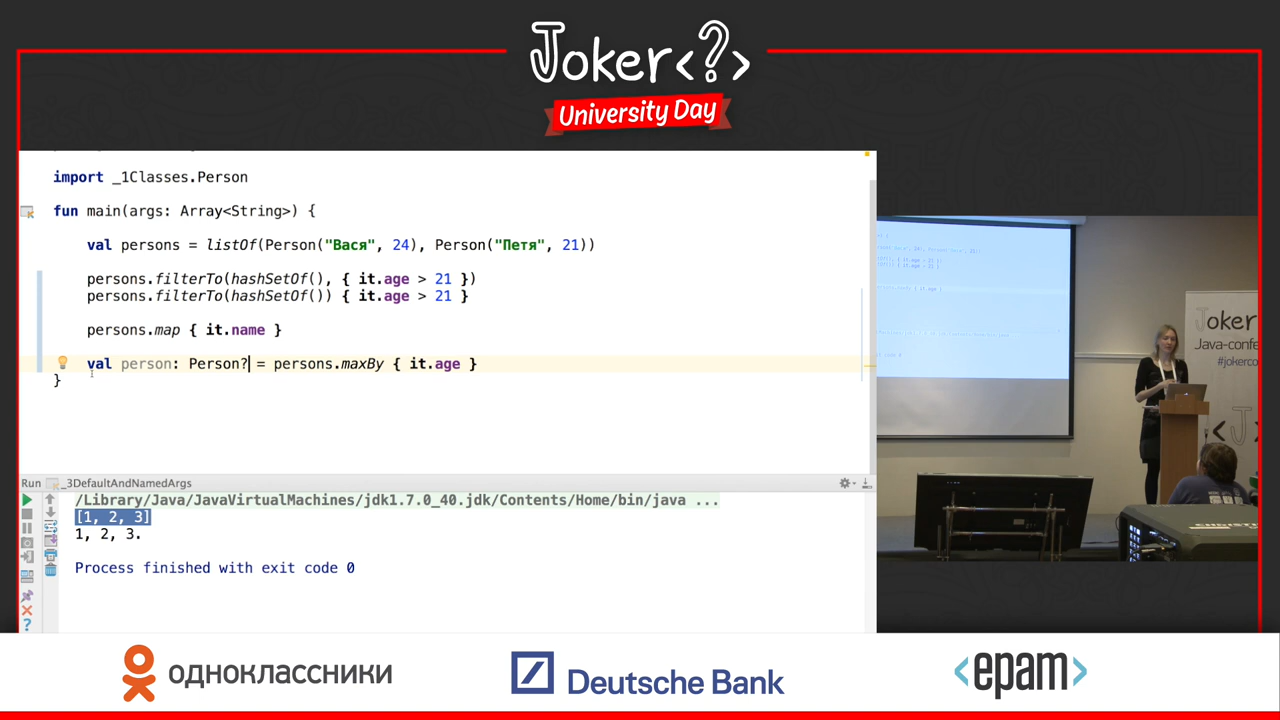 Joker<?>
University Day
import _1Classes.Person
fun main(args: Array<String>) {
val persons = listOf(Person("Вася", 24), Person("Петя", 21))
persons.filterTo(hashSetOf(), { it.age > 21 })
persons.filterTo(hashSetOf()) { it.age > 21 }
persons.map { it.name }
val person: Person? = persons.maxBy { it.age }
}
Run _3DefaultAndNamedArgs
/Library/Java/JavaVirtualMachines/jdk1.7.0_40.jdk/Contents/Home/bin/java ...
[1, 2, 3]
1, 2, 3.
Process finished with exit code 0
Joker
Java-confe
#jokerco
одноклассники
Deutsche Bank
<epam>